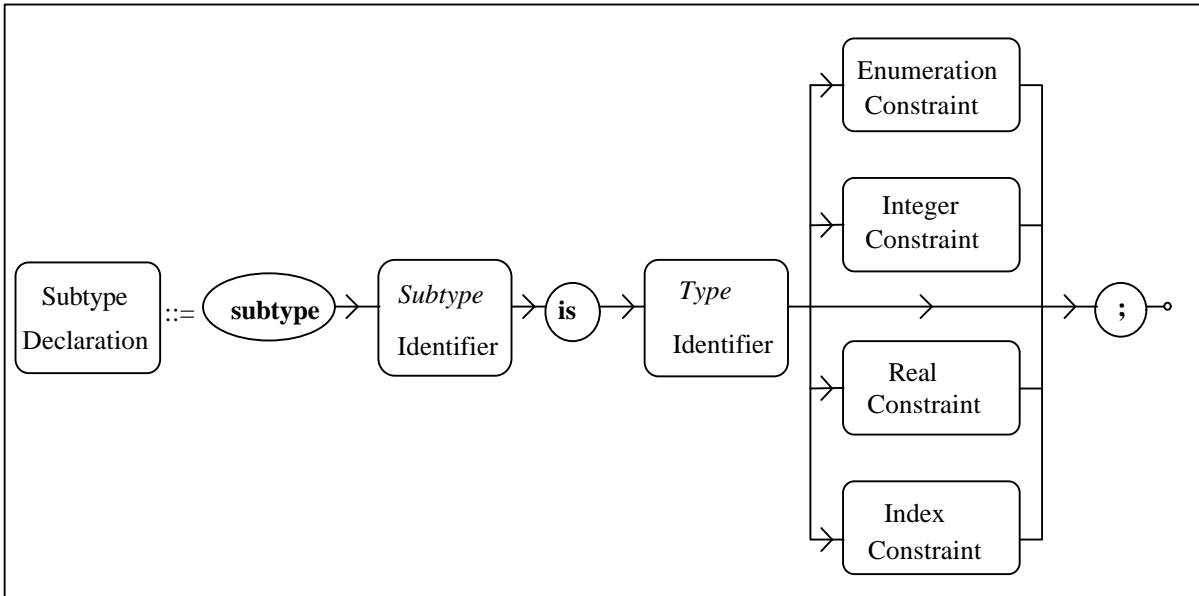 Subtype
Declaration
::=
subtype
Subtype
Identifier
is
Type
Identifier
Enumeration
Constraint
Integer
Constraint
Real
Constraint
Index
Constraint
;